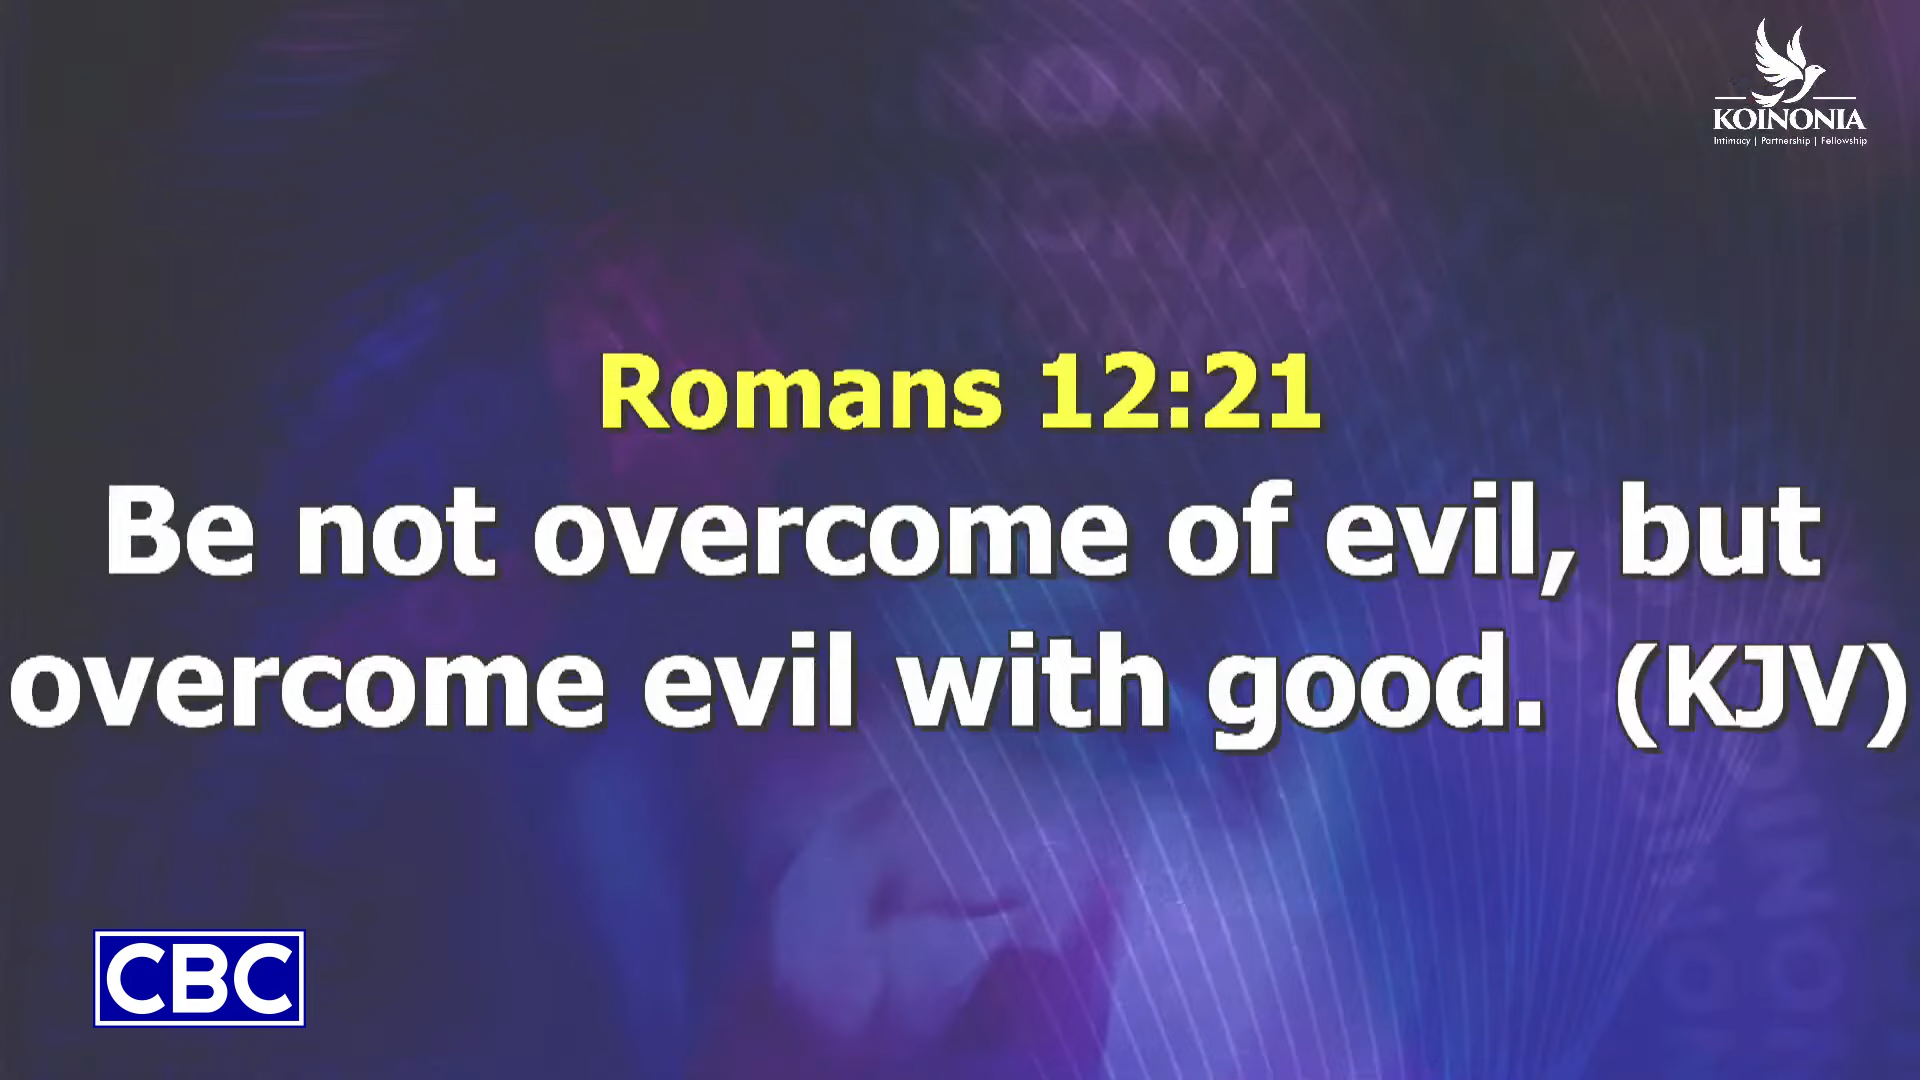 KOINONIA
Intimacy | Partnership | Fellowship
Romans 12:21
Be not overcome of evil, but
overcome evil with good. (KJV)
CBC